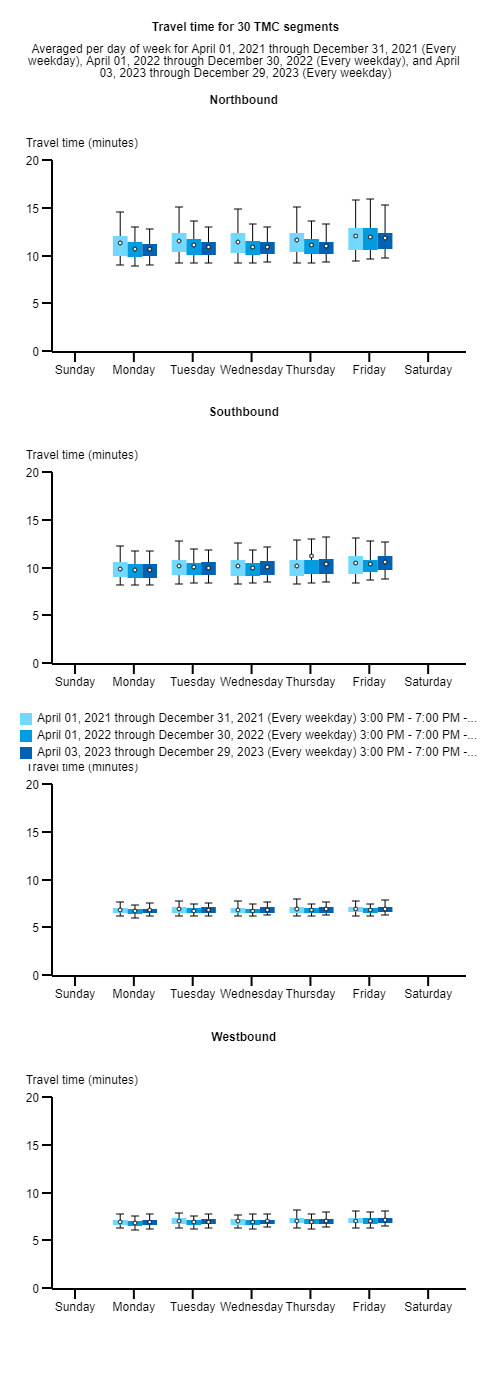 Travel time for 30 TMC segments
Averaged per day of week for April 01, 2021 through December 31, 2021 (Every
weekday), April 01, 2022 through December 30, 2022 (Every weekday), and April
03, 2023 through December 29, 2023 (Every weekday)
Northbound
Travel time (minutes)
20
15
10
5
0
Sunday Monday Tuesday Wednesday Thursday Friday Saturday
Southbound
Travel time (minutes)
20
15
10
5
0
Sunday Monday Tuesday Wednesday Thursday Friday Saturday
April 01, 2021 through December 31, 2021 (Every weekday) 3:00 PM - 7:00 PM -...
April 01, 2022 through December 30, 2022 (Every weekday) 3:00 PM - 7:00 PM -...
April 03, 2023 through December 29, 2023 (Every weekday) 3:00 PM - 7:00 PM -...
Travel time (minutes)
20
15
10
5
0
Sunday Monday Tuesday Wednesday Thursday Friday Saturday
Westbound
Travel time (minutes)
20
15
10
5
0
Sunday Monday Tuesday Wednesday Thursday Friday Saturday